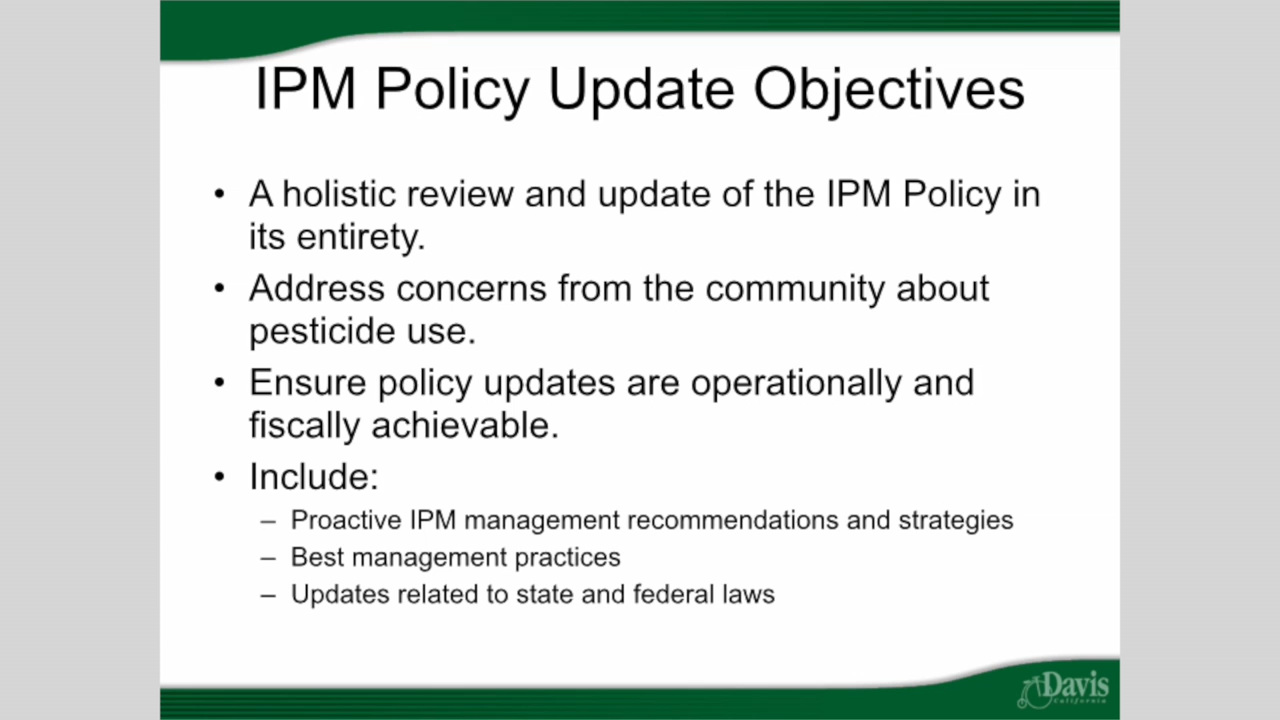 IPM Policy Update Objectives
• A holistic review and update of the IPM Policy in
its entirety.
• Address concerns from the community about
pesticide use.
• Ensure policy updates are operationally and
fiscally achievable.
• Include:
– Proactive IPM management recommendations and strategies
– Best management practices
– Updates related to state and federal laws
Davis
California